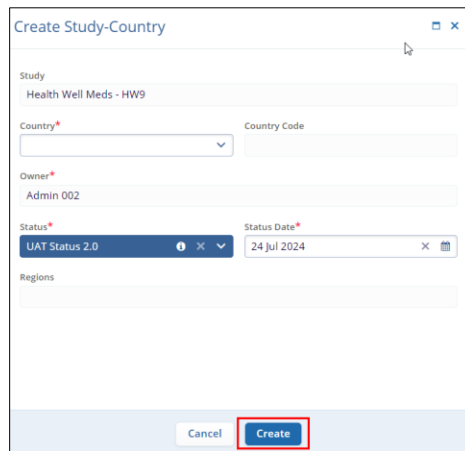 Create Study-Country
Study
Health Well Meds - HW9
Country* Country Code
Owner*
Admin 002
Status* Status Date*
UAT Status 2.0 24 Jul 2024
Regions
Cancel Create